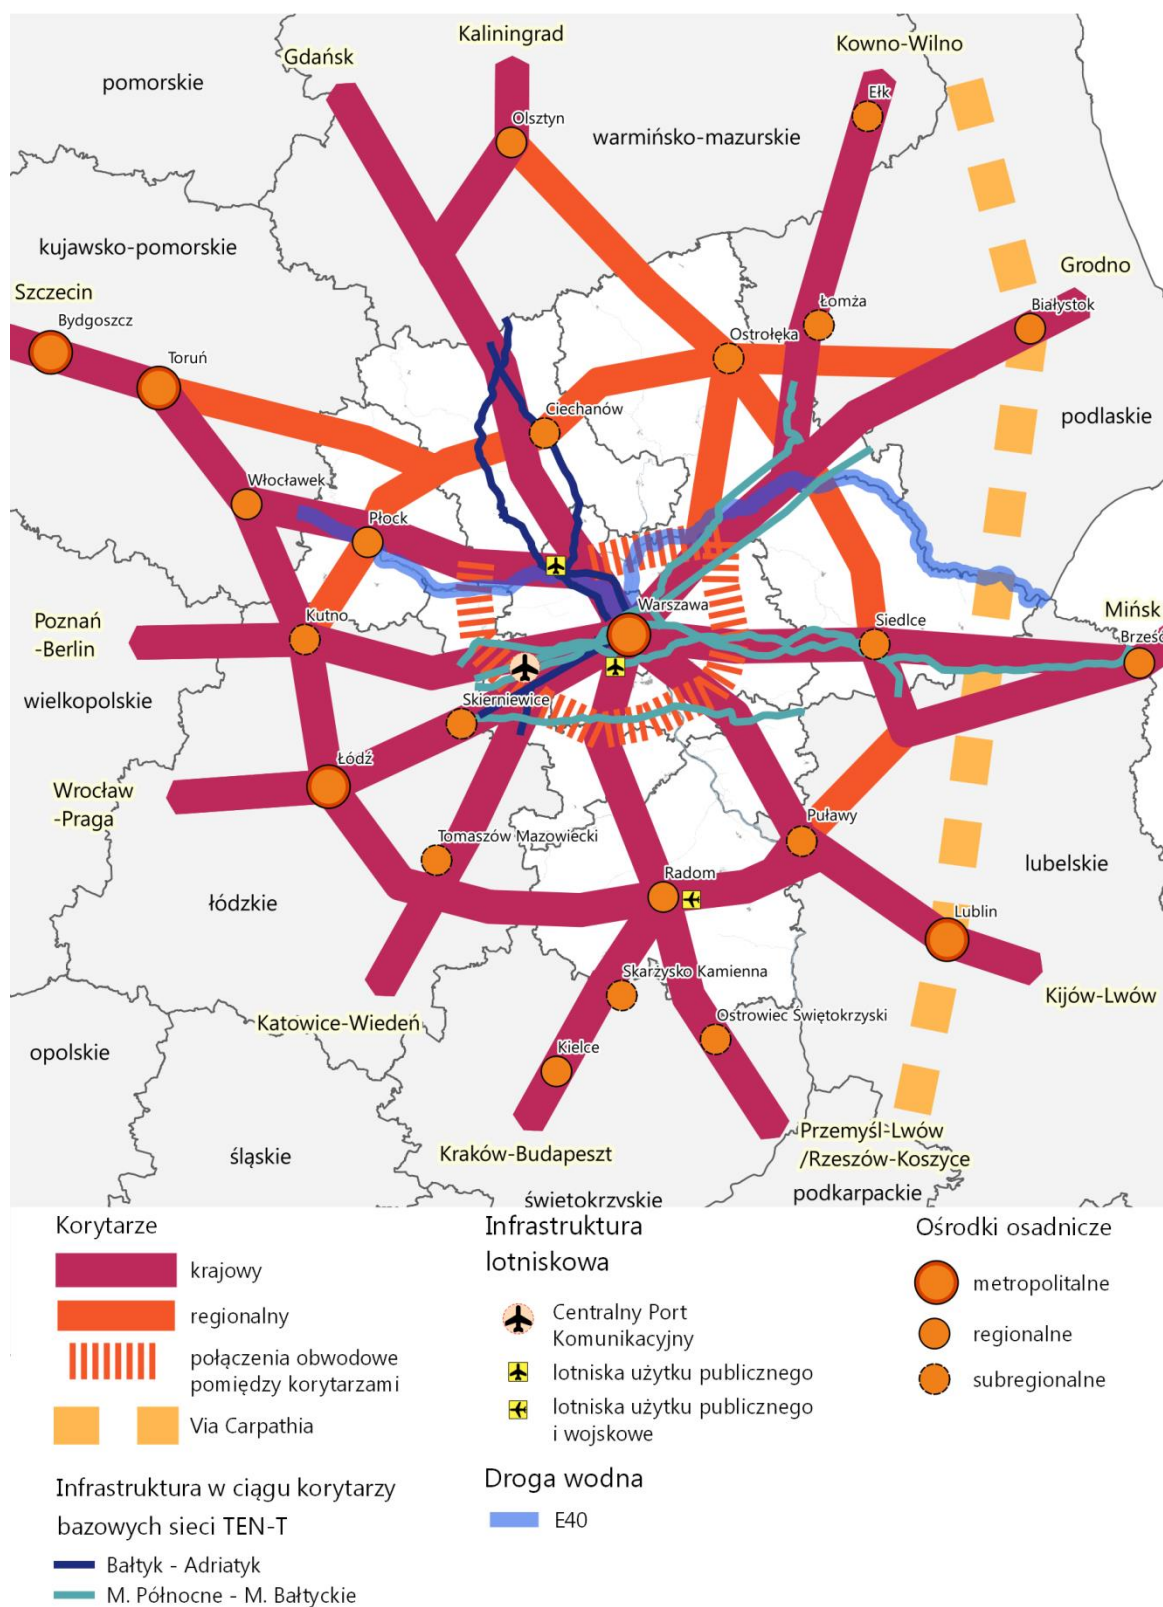 Kaliningrad
Kowno-Wilno
Gdańsk
pomorskie
Ełk
Olsztyn
warmińsko-mazurskie
kujawsko-pomorskie
Grodno
Szczecin
Łomża
Białystok
Bydgoszcz
Ostrołęka
Toruń
Ciechanów
podlaskie
Włocławek
Płock
Warszawa
Mińsk
Kutno
Siedlce
Poznań
-Berlin
Brześć
wielkopolskie
Skierniewice
Łódź
Wrocław
-Praga
Puławy
Tomaszów Mazowiecki
lubelskie
Radom
łódzkie
Lublin
Skarżysko Kamienna
Kijów-Lwów
Katowice-Wiedeń
Ostrowiec Świętokrzyski
opolskie
Kielce
Przemyśl-Lwów
/Rzeszów-Koszyce
śląskie
Kraków-Budapeszt
podkarpackie
świętokrzyskie
Korytarze
krajowy
regionalny
połączenia obwodowe
pomiędzy korytarzami
Via Carpathia
Infrastruktura w ciągu korytarzy
bazowych sieci TEN-T
Bałtyk - Adriatyk
M. Północne - M. Bałtyckie
Infrastruktura
lotniskowa
Centralny Port
Komunikacyjny
lotniska użytku publicznego
lotniska użytku publicznego
i wojskowe
Droga wodna
E40
Ośrodki osadnicze
metropolitalne
regionalne
subregionalne